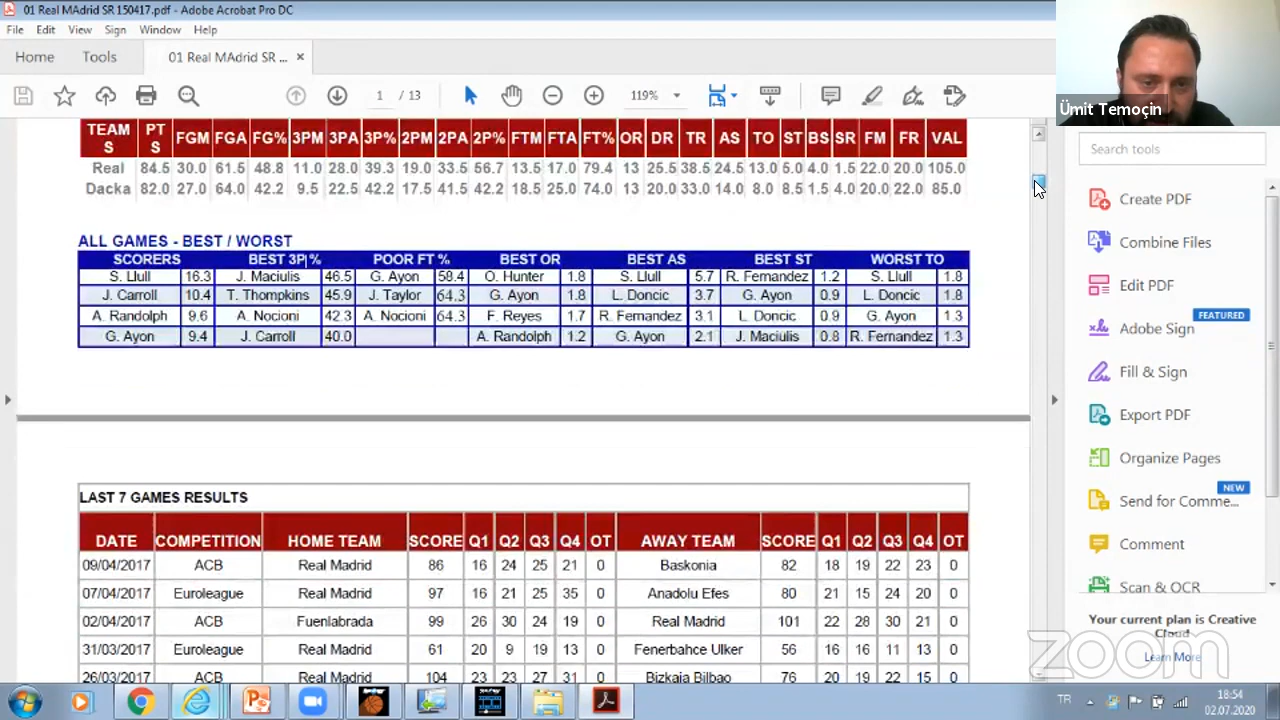 01 Real MAdrid SR 150417.pdf - Adobe Acrobat Pro DC
File Edit View Sign Window Help
Home Tools 01 Real MAdrid SR ... ×
1 / 13 119%
Ümit Temoçin
Search tools
TEAMS PTS FGM FGA FG% 3PM 3PA 3P% 2PM 2PA 2P% FTM FTA FT% OR DR TR AS TO ST BS SR FM FR VAL
Real 84.5 30.0 61.5 48.8 11.0 28.0 39.3 19.0 33.5 56.7 13.5 17.0 79.4 13 25.5 38.5 24.5 13.0 5.0 4.0 1.5 22.0 20.0 105.0
Dacka 82.0 27.0 64.0 42.2 9.5 22.5 42.2 17.5 41.5 42.2 18.5 25.0 74.0 13 20.0 33.0 14.0 8.0 8.5 1.5 4.0 20.0 22.0 85.0
ALL GAMES - BEST / WORST
SCORERS BEST 3P% POOR FT % BEST OR BEST AS BEST ST WORST TO
S. Llull 16.3 J. Maciulis 46.5 G. Ayon 58.4 O. Hunter 1.8 S. Llull 5.7 R. Fernandez 1.2 S. Llull 1.8
J. Carroll 10.4 T. Thompkins 45.9 J. Taylor 64.3 G. Ayon 1.8 L. Doncic 3.7 G. Ayon 0.9 L. Doncic 1.8
A. Randolph 9.6 A. Nocioni 42.3 A. Nocioni 64.3 F. Reyes 1.7 R. Fernandez 3.1 L. Doncic 0.9 G. Ayon 1.3
G. Ayon 9.4 J. Carroll 40.0 A. Randolph 1.2 G. Ayon 2.1 J. Maciulis 0.8 R. Fernandez 1.3
LAST 7 GAMES RESULTS
DATE COMPETITION HOME TEAM SCORE Q1 Q2 Q3 Q4 OT AWAY TEAM SCORE Q1 Q2 Q3 Q4 OT
09/04/2017 ACB Real Madrid 86 16 24 25 21 0 Baskonia 82 18 19 22 23 0
07/04/2017 Euroleague Real Madrid 97 16 21 25 35 0 Anadolu Efes 80 21 15 24 20 0
02/04/2017 ACB Fuenlabrada 99 26 30 24 19 0 Real Madrid 101 22 28 30 21 0
31/03/2017 Euroleague Real Madrid 61 20 9 19 13 0 Fenerbahce Ulker 56 16 16 11 13 0
26/03/2017 ACB Real Madrid 104 23 23 27 31 0 Bizkaia Bilbao 76 20 19 22 15 0
Create PDF
Combine Files
Edit PDF
FEATURED
Adobe Sign
Fill & Sign
Export PDF
Organize Pages
NEW
Send for Comme...
Comment
Scan & OCR
Your current plan is Creative
Cloud
Learn More
zoom
TR 18:54
02.07.2020